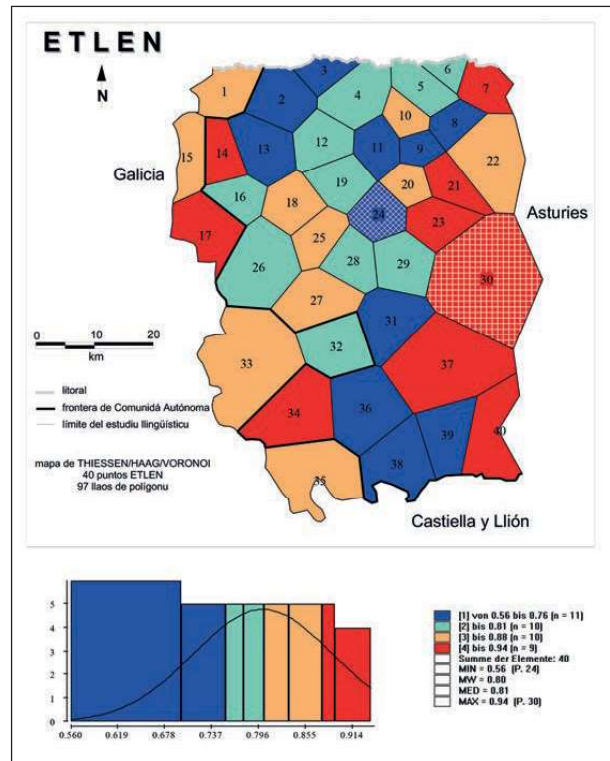 ETLEN
N
3
6
1
2
4
5
7
10
8
15
14
13
12
11
9
22
Galicia
16
18
19
20
21
Asturies
17
24
23
25
26
28
29
30
27
31
0 10 20
km
33
32
37
litoral
frontera de Comunidá Autónoma
llímite del estudiu llingüísticu
34
36
39
40
mapa de THIESSEN/HAAG/VORONOI
40 puntos ETLEN
97 llaos de polígonu
35
38
Castiella y Llión
5
4
3
2
1
0
0.560 0.619 0.678 0.737 0.796 0.855 0.914
[1] von 0.56 bis 0.76 (n = 11)
[2] bis 0.81 (n = 10)
[3] bis 0.88 (n = 10)
[4] bis 0.94 (n = 9)
Summe der Elemente: 40
MIN = 0.56 (P. 24)
MW = 0.80
MED = 0.81
MAX = 0.94 (P. 30)